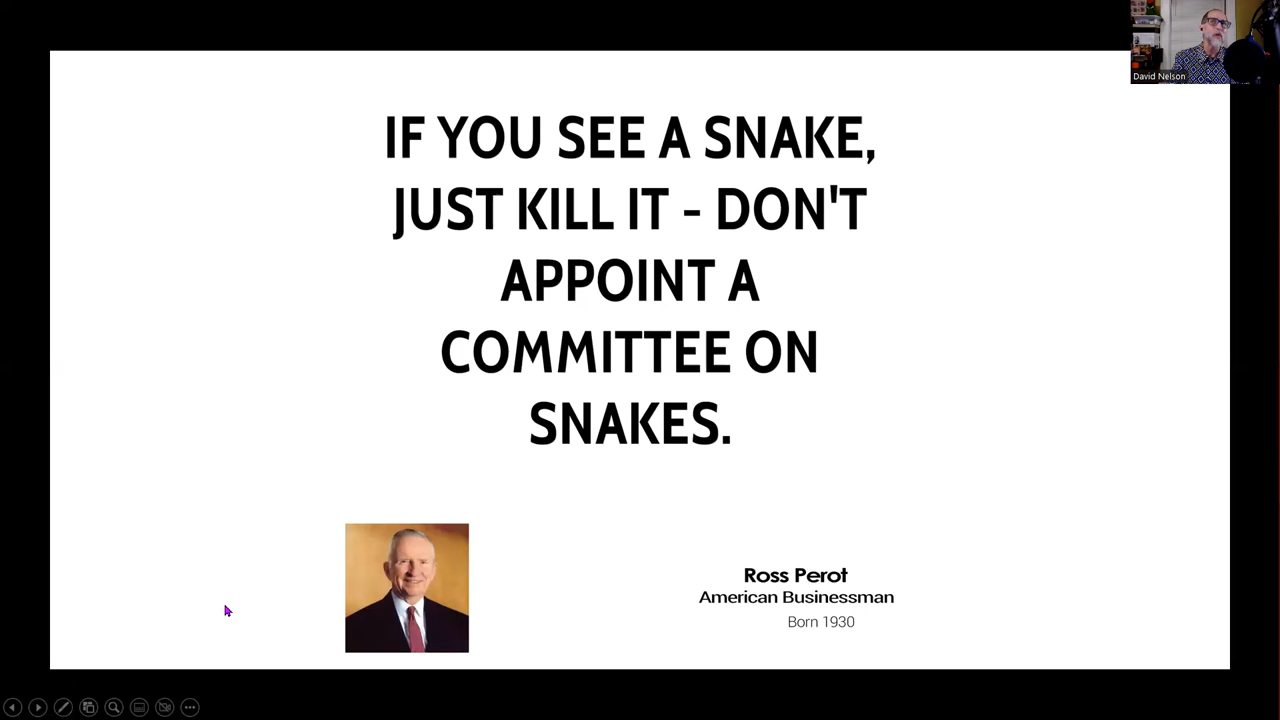 David Nelson
IF YOU SEE A SNAKE,
JUST KILL IT - DON'T
APPOINT A
COMMITTEE ON
SNAKES.
Ross Perot
American Businessman
Born 1930